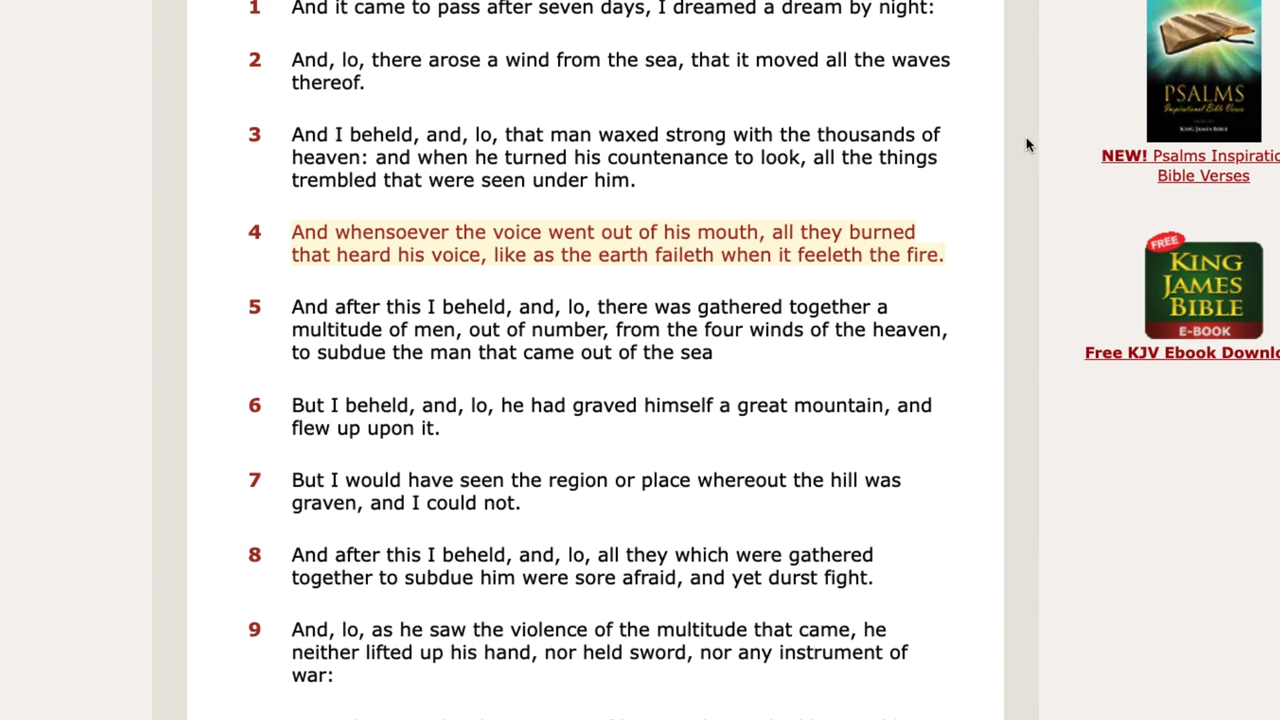 1 And it came to pass after seven days, I dreamed a dream by night:
2 And, lo, there arose a wind from the sea, that it moved all the waves
thereof.
3 And I beheld, and, lo, that man waxed strong with the thousands of
heaven: and when he turned his countenance to look, all the things
trembled that were seen under him.
4 And whensoever the voice went out of his mouth, all they burned
that heard his voice, like as the earth faileth when it feeleth the fire.
5 And after this I beheld, and, lo, there was gathered together a
multitude of men, out of number, from the four winds of the heaven,
to subdue the man that came out of the sea
6 But I beheld, and, lo, he had graved himself a great mountain, and
flew up upon it.
7 But I would have seen the region or place whereout the hill was
graven, and I could not.
8 And after this I beheld, and, lo, all they which were gathered
together to subdue him were sore afraid, and yet durst fight.
9 And, lo, as he saw the violence of the multitude that came, he
neither lifted up his hand, nor held sword, nor any instrument of
war:
PSALMS
Inspirational Bible Verses
KING JAMES BIBLE
NEW! Psalms Inspiratio
Bible Verses
FREE
KING
JAMES
BIBLE
E-BOOK
Free KJV Ebook Downlo